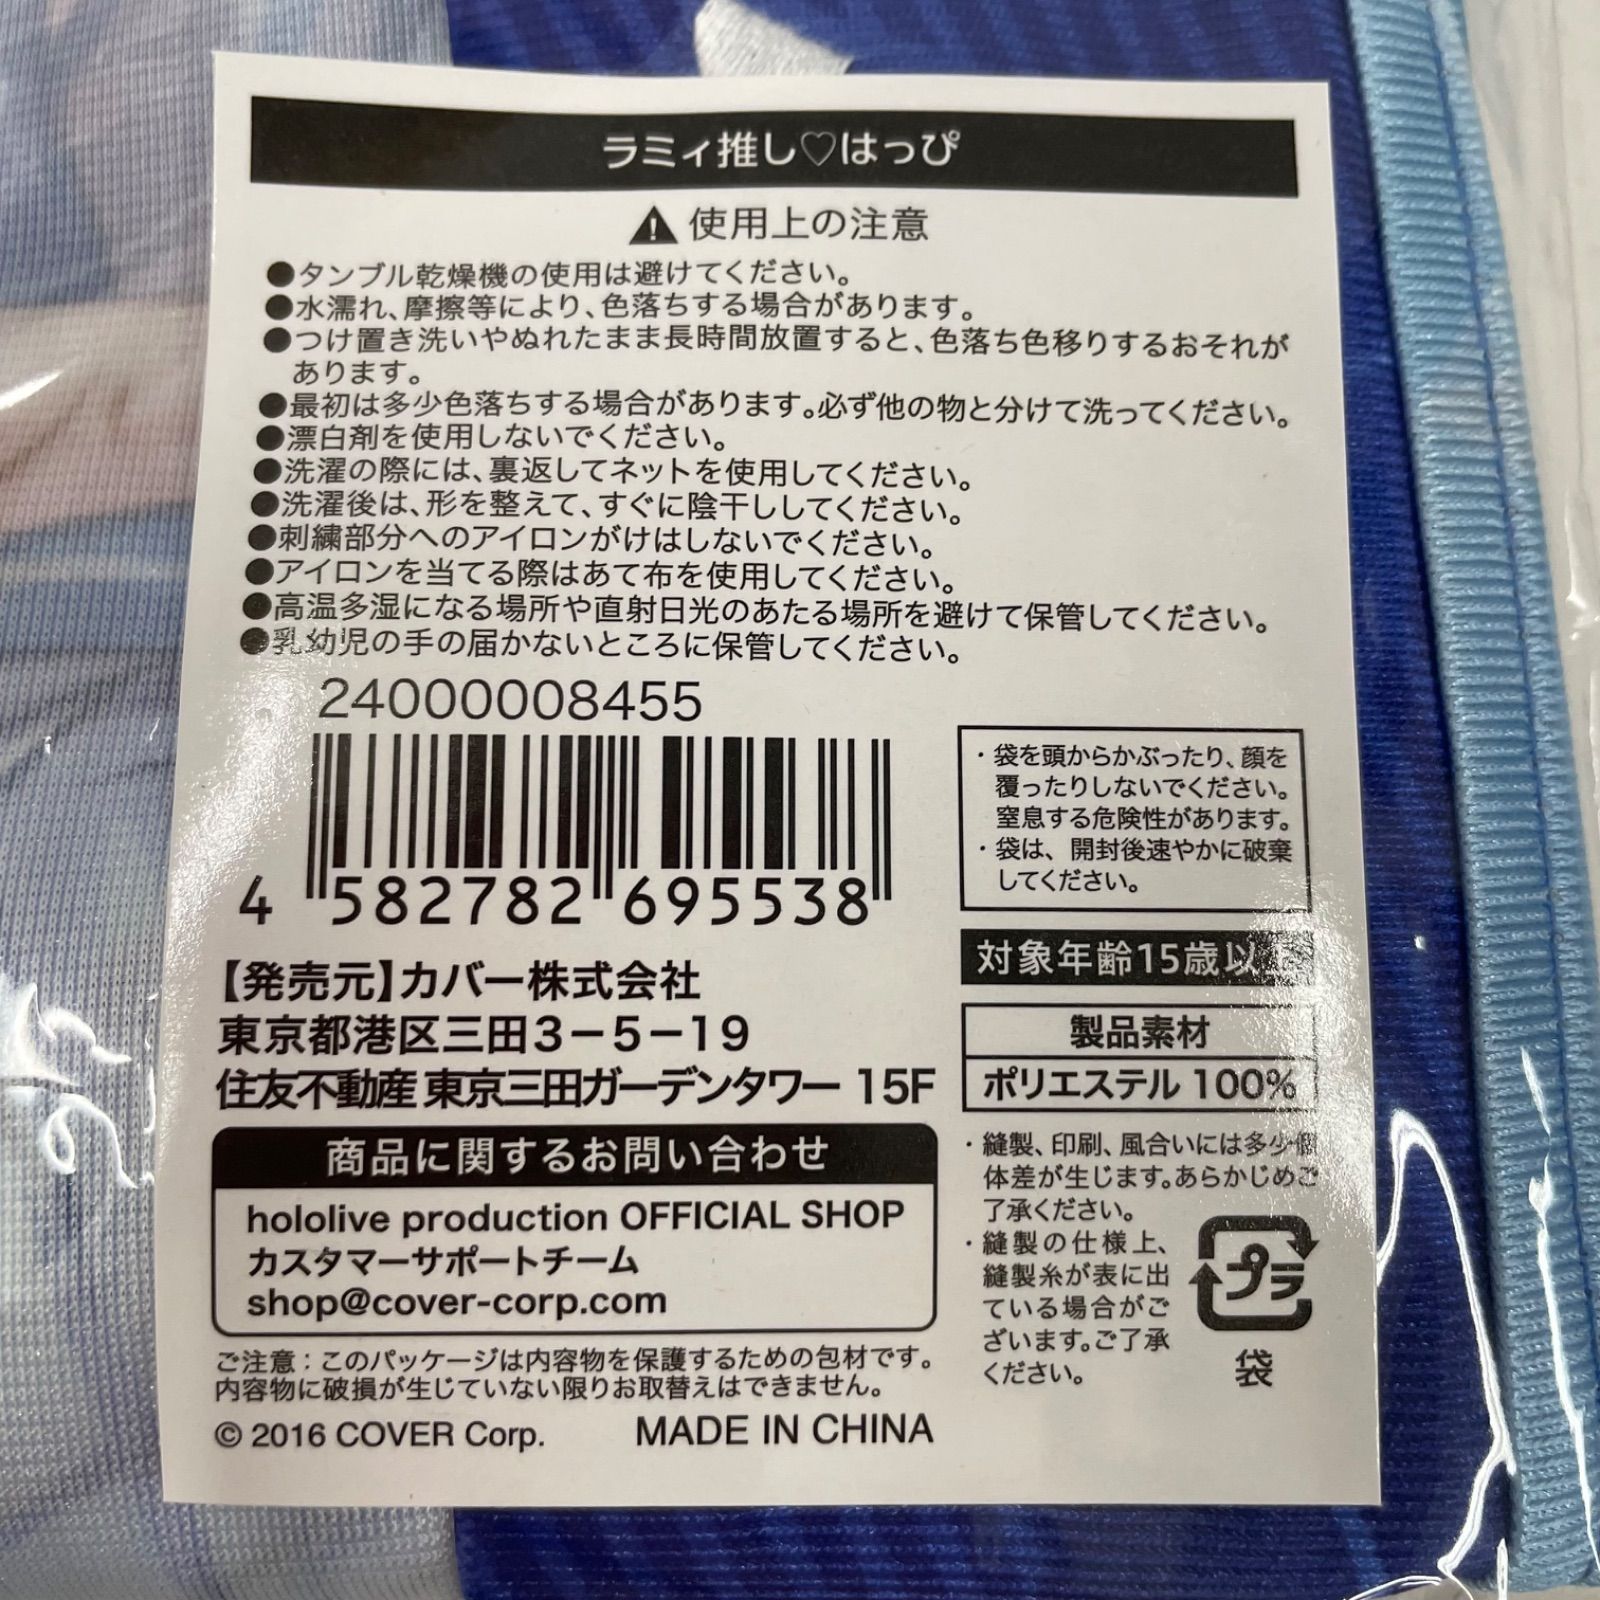 ラミィ推し♡はっぴ
⚠使用上の注意
●タンブル乾燥機の使用は避けてください。
●水濡れ、摩擦等により、色落ちする場合があります。
●つけ置き洗いやぬれたまま長時間放置すると、色落ち色移りするおそれが
あります。
●最初は多少色落ちする場合があります。必ず他の物と分けて洗ってください。
●漂白剤を使用しないでください。
●洗濯の際には、裏返してネットを使用してください。
●洗濯後は、形を整えて、すぐに陰干ししてください。
●刺繍部分へのアイロンがけはしないでください。
●アイロンを当てる際はあて布を使用してください。
●高温多湿になる場所や直射日光のあたる場所を避けて保管してください。
●乳幼児の手の届かないところに保管してください。
24000008455
4 582782 695538
・袋を頭からかぶったり、顔を
覆ったりしないでください。
窒息する危険性があります。
・袋は、開封後速やかに破棄
してください。
対象年齢15歳以上
製品素材
ポリエステル 100%
【発売元】カバー株式会社
東京都港区三田3-5-19
住友不動産 東京三田ガーデンタワー 15F
商品に関するお問い合わせ
hololive production OFFICIAL SHOP
カスタマーサポートチーム
shop@cover-corp.com
・縫製、印刷、風合いには多少個
体差が生じます。あらかじめご
了承ください。
・縫製の仕様上、
縫製糸が表に出
ている場合がご
ざいます。ご了承
ください。
プラ
袋
ご注意：このパッケージは内容物を保護するための包材です。
内容物に破損が生じていない限りお取替えはできません。
© 2016 COVER Corp. MADE IN CHINA